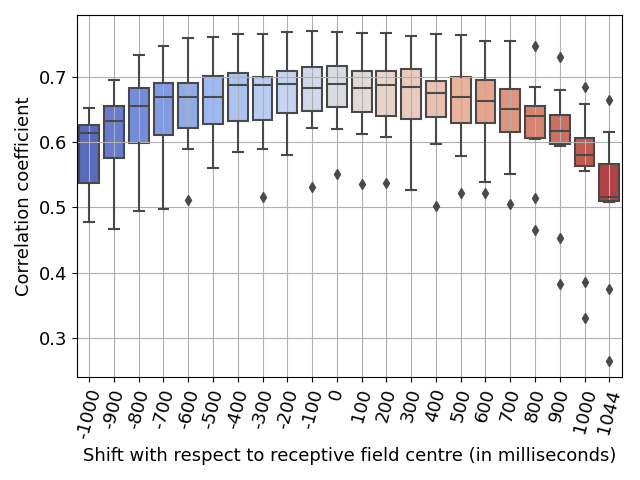 Correlation coefficient
0.7
0.6
0.5
0.4
0.3
-1000 -900 -800 -700 -600 -500 -400 -300 -200 -100 0 100 200 300 400 500 600 700 800 900 1000 1044
Shift with respect to receptive field centre (in milliseconds)